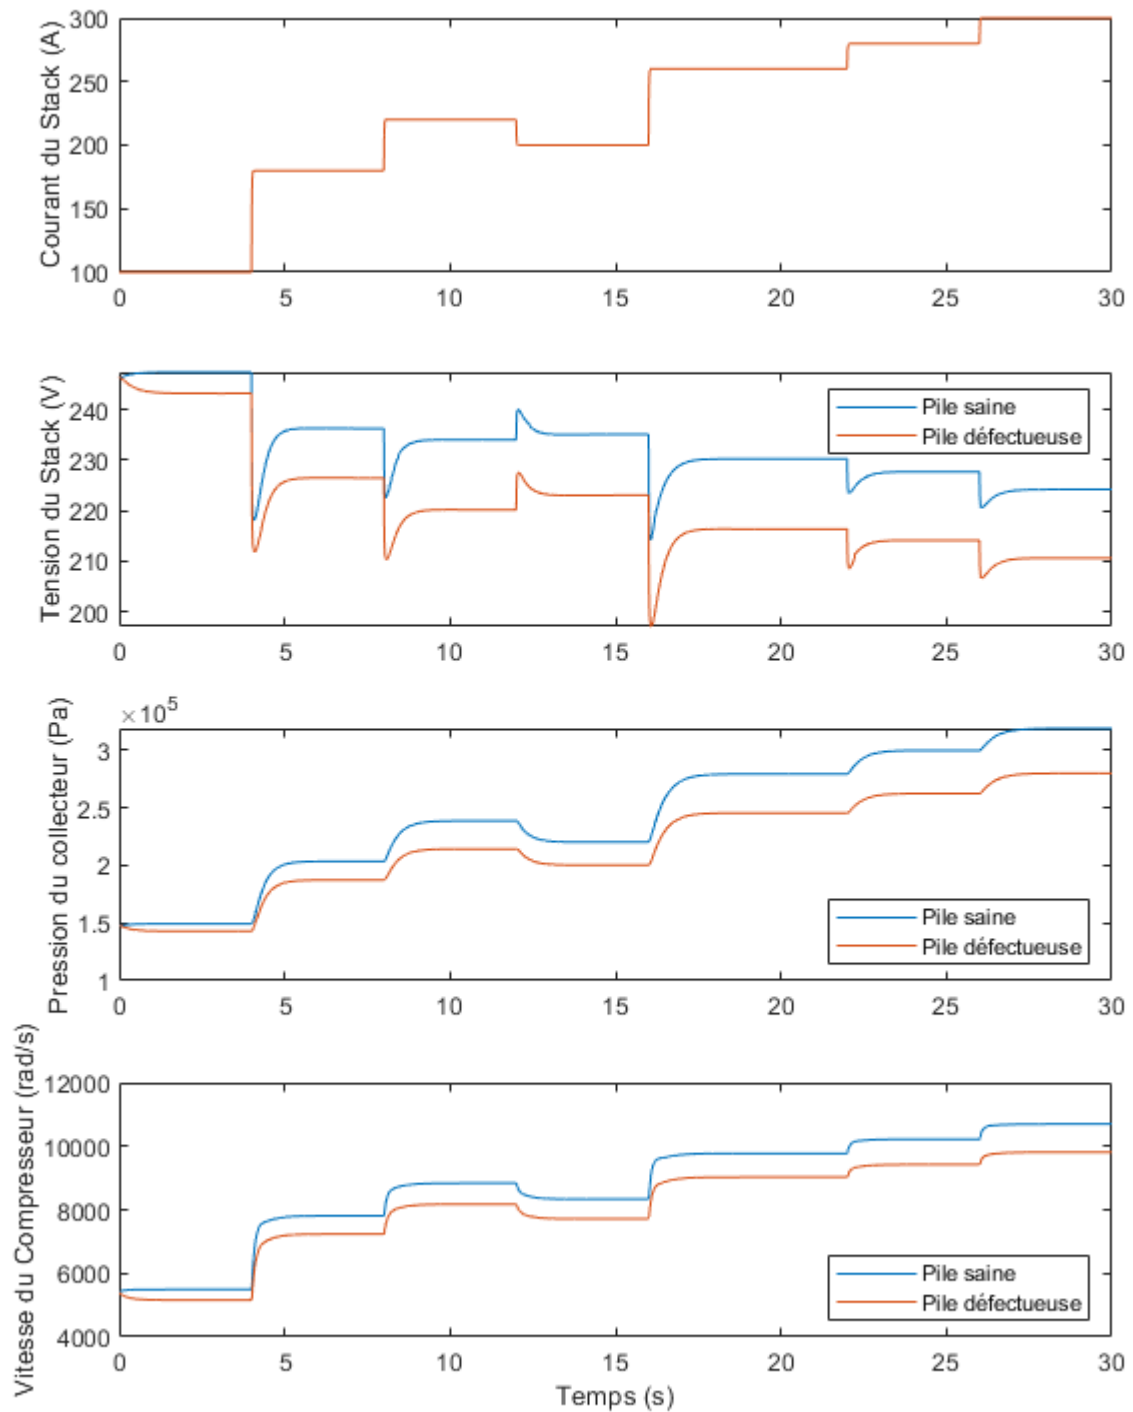 Courant du Stack (A)
300
250
200
150
100
0 5 10 15 20 25 30
Tension du Stack (V)
240
230
220
210
200
Pile saine
Pile défectueuse
0 5 10 15 20 25 30
Pression du collecteur (Pa)
×10^5
3
2.5
2
1.5
1
Pile saine
Pile défectueuse
0 5 10 15 20 25 30
Vitesse du Compresseur (rad/s)
12000
10000
8000
6000
4000
Pile saine
Pile défectueuse
0 5 10 15 20 25 30
Temps (s)